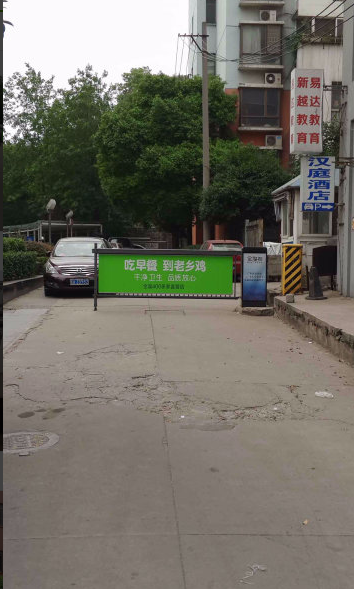 易达教育
新越教育
汉庭酒店
P
吃早餐 到老乡鸡
干净卫生 品质放心